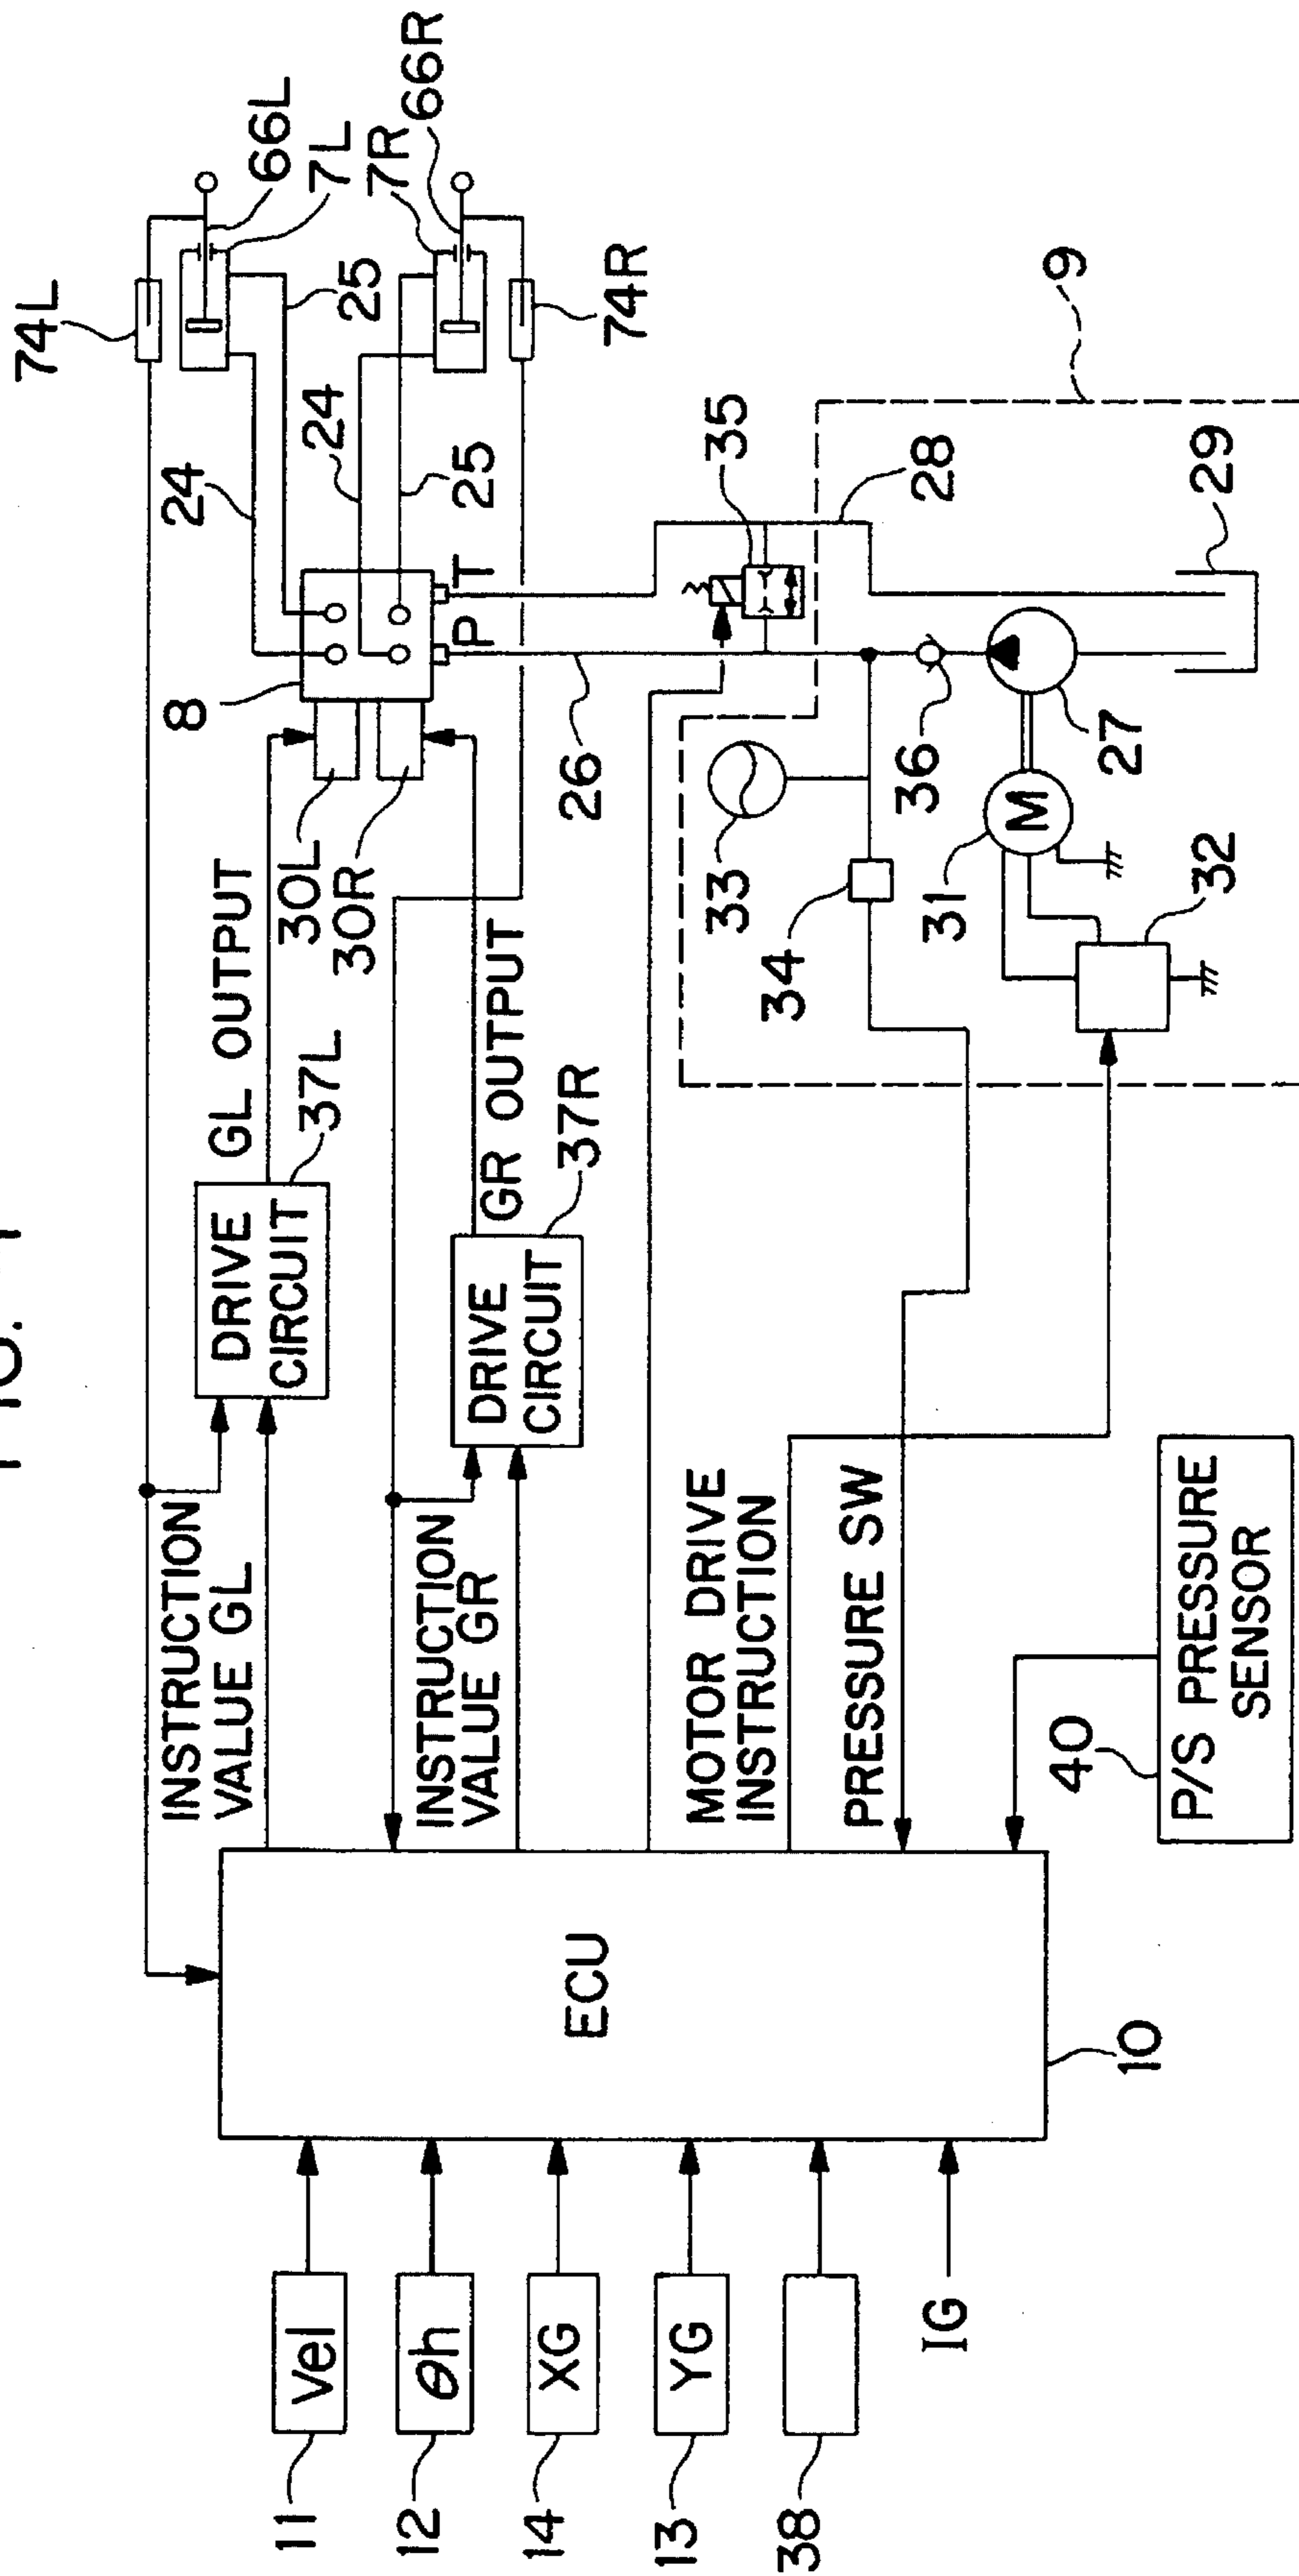 74L
66L
7L
7R
66R
24
25
24
25
74R
8
P
T
30L
30R
26
35
28
9
29
33
34
36
27
31
M
32
GL OUTPUT
37L
DRIVE
CIRCUIT
GR OUTPUT
37R
DRIVE
CIRCUIT
INSTRUCTION
VALUE GL
INSTRUCTION
VALUE GR
MOTOR DRIVE
INSTRUCTION
PRESSURE SW
40
P/S PRESSURE
SENSOR
ECU
10
Vel
11
θh
12
XG
14
YG
13
38
IG